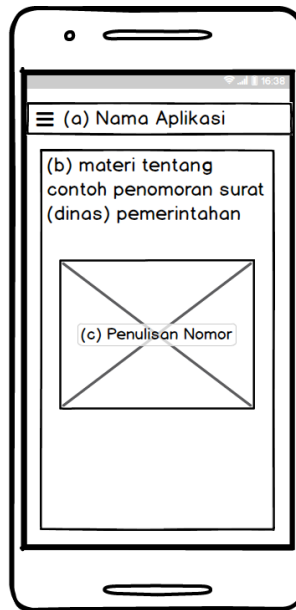 16:38
(a) Nama Aplikasi
(b) materi tentang
contoh penomoran surat
(dinas) pemerintahan
(c) Penulisan Nomor